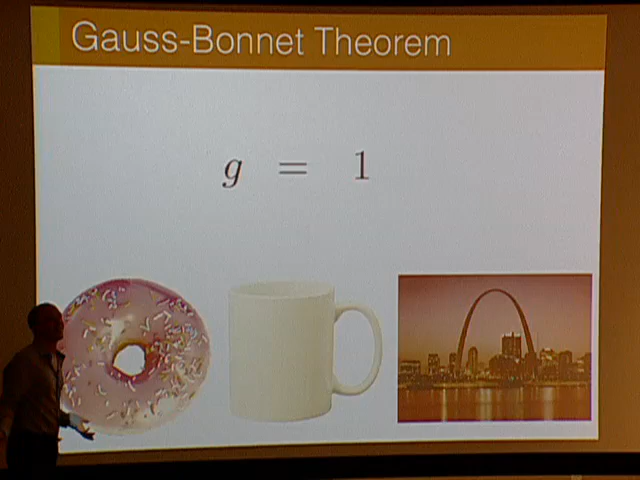 Gauss-Bonnet Theorem
g = 1